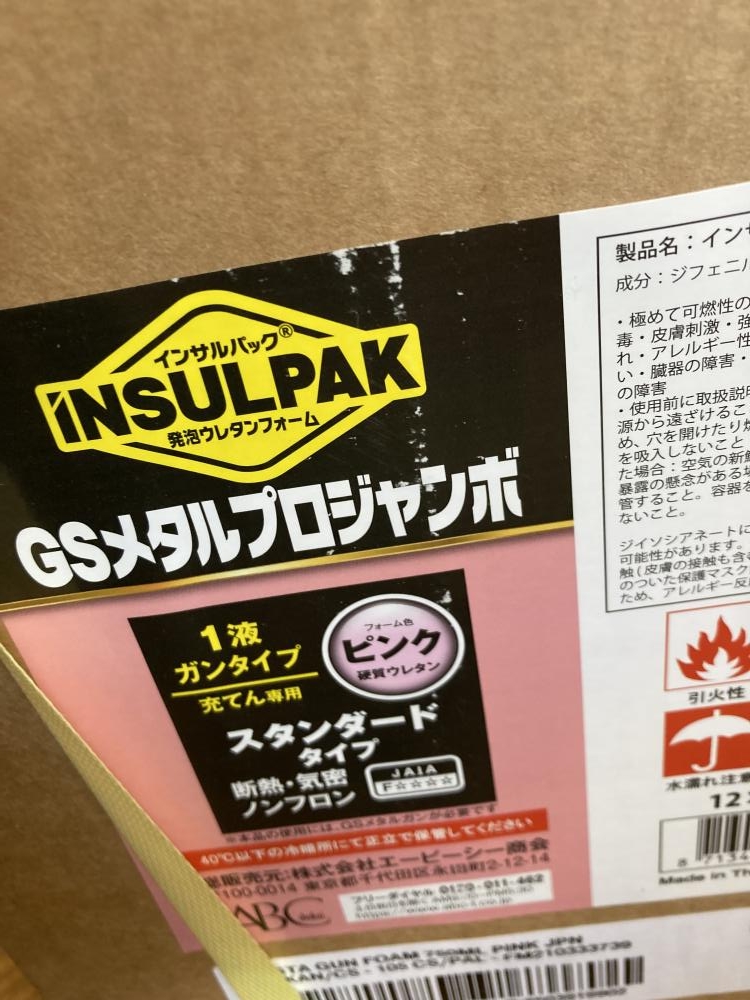 インサルパック®
INSULPAK
発泡ウレタンフォーム
GSメタルプロジャンボ
1液
ガンタイプ
充てん専用
フォーム色
ピンク
硬質ウレタン
スタンダード
タイプ
断熱・気密
ノンフロン
JAIA
F☆☆☆☆
※本品の使用には、GSメタルガンが必要です
40℃以下の冷暗所にて正立で保管してください
販売元:株式会社エービーシー商会
100-0014 東京都千代田区永田町2-12-14
フリーダイヤル
ABC
GUN FOAM 750ML PINK JPN
製品名:イン
成分:ジフェニル
・極めて可燃性の
毒・皮膚刺激・強
れ・アレルギー性
い・臓器の障害・
の障害
・使用前に取扱説明
源から遠ざけるこ
め、穴を開けたり
を吸入しないこと
た場合:空気の新鮮
暴露の懸念がある場
管すること。容器を
ないこと。
ジイソシアネートに
可能性があります。
触(皮膚の接触も含
のついた保護マスク
ため、アレルギー反
引火性
水濡れ注意
12
8 7134
Made in Th